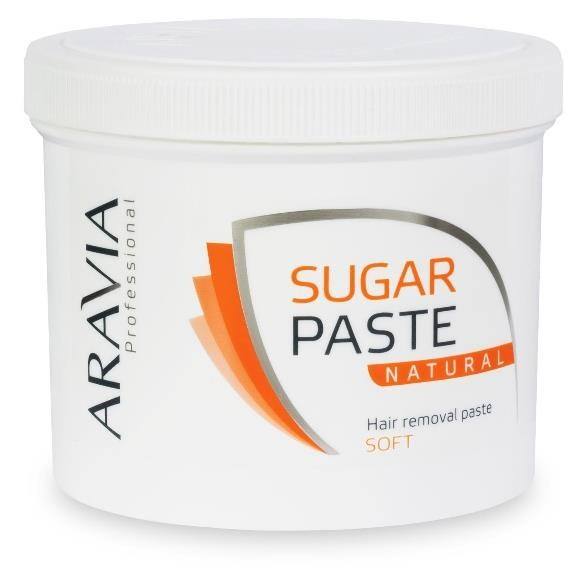 ARAVIA
Professional
SUGAR
PASTE
NATURAL
Hair removal paste
SOFT